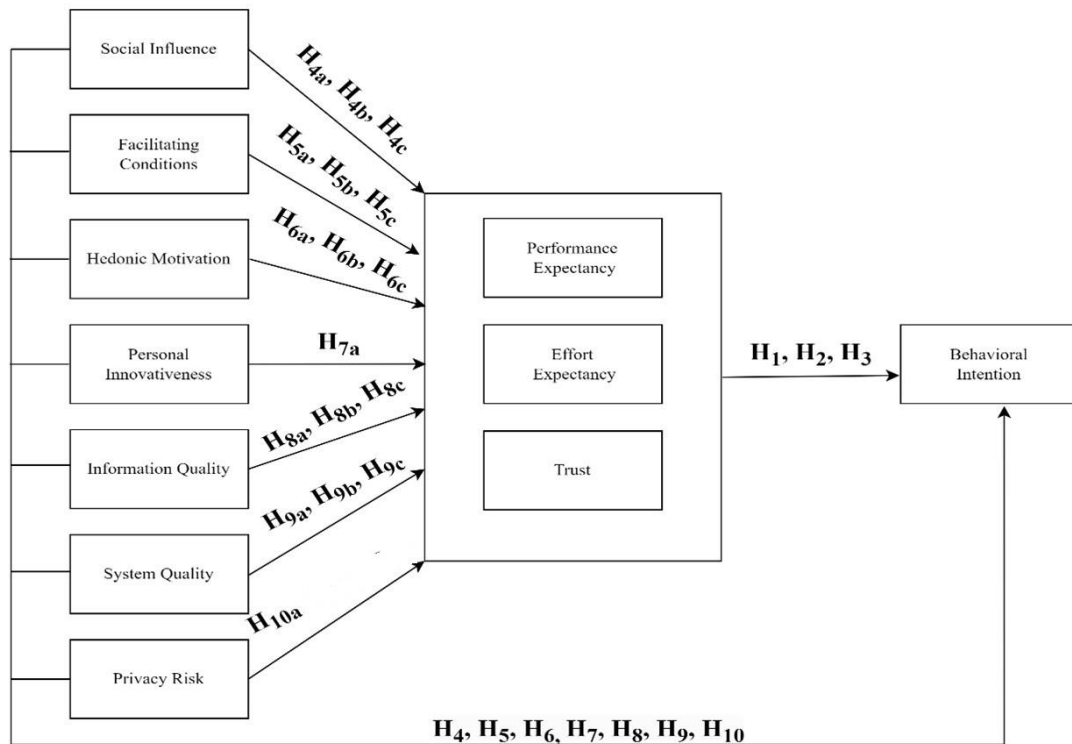 Social Influence
H4a, H4b, H4c
Facilitating
Conditions
H5a, H5b, H5c
Hedonic Motivation
H6a, H6b, H6c
Personal
Innovativeness
H7a
Information Quality
H8a, H8b, H8c
System Quality
H9a, H9b, H9c
Privacy Risk
H10a
Performance
Expectancy
Effort
Expectancy
Trust
H1, H2, H3
Behavioral
Intention
H4, H5, H6, H7, H8, H9, H10